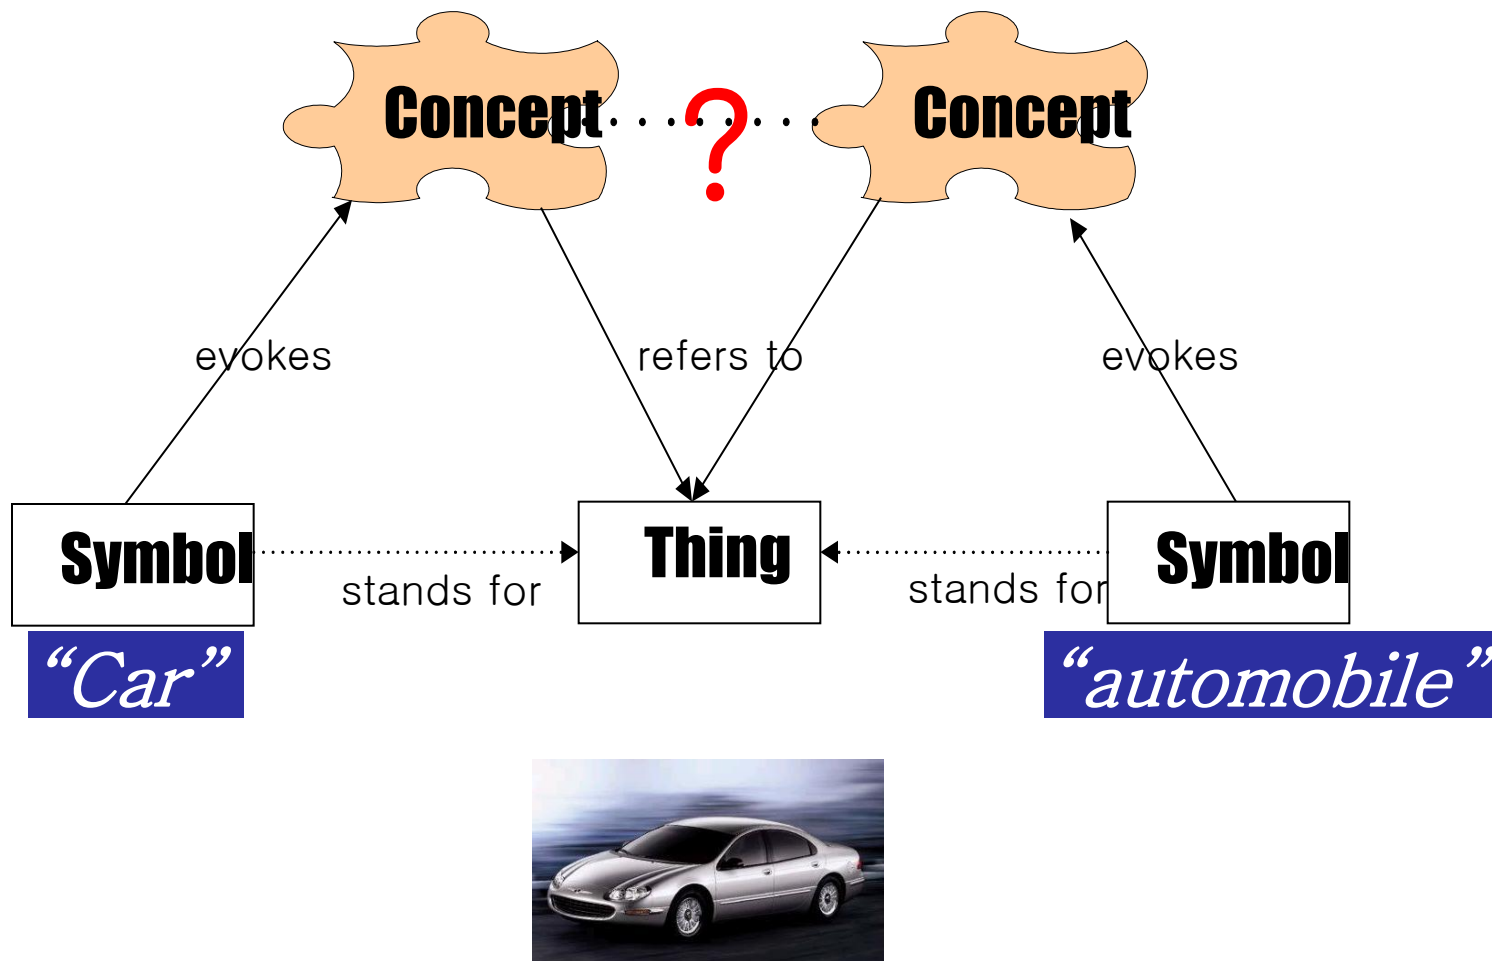 Concept
?
Concept
evokes
refers to
evokes
Symbol
Thing
Symbol
stands for
stands for
“Car”
“automobile”